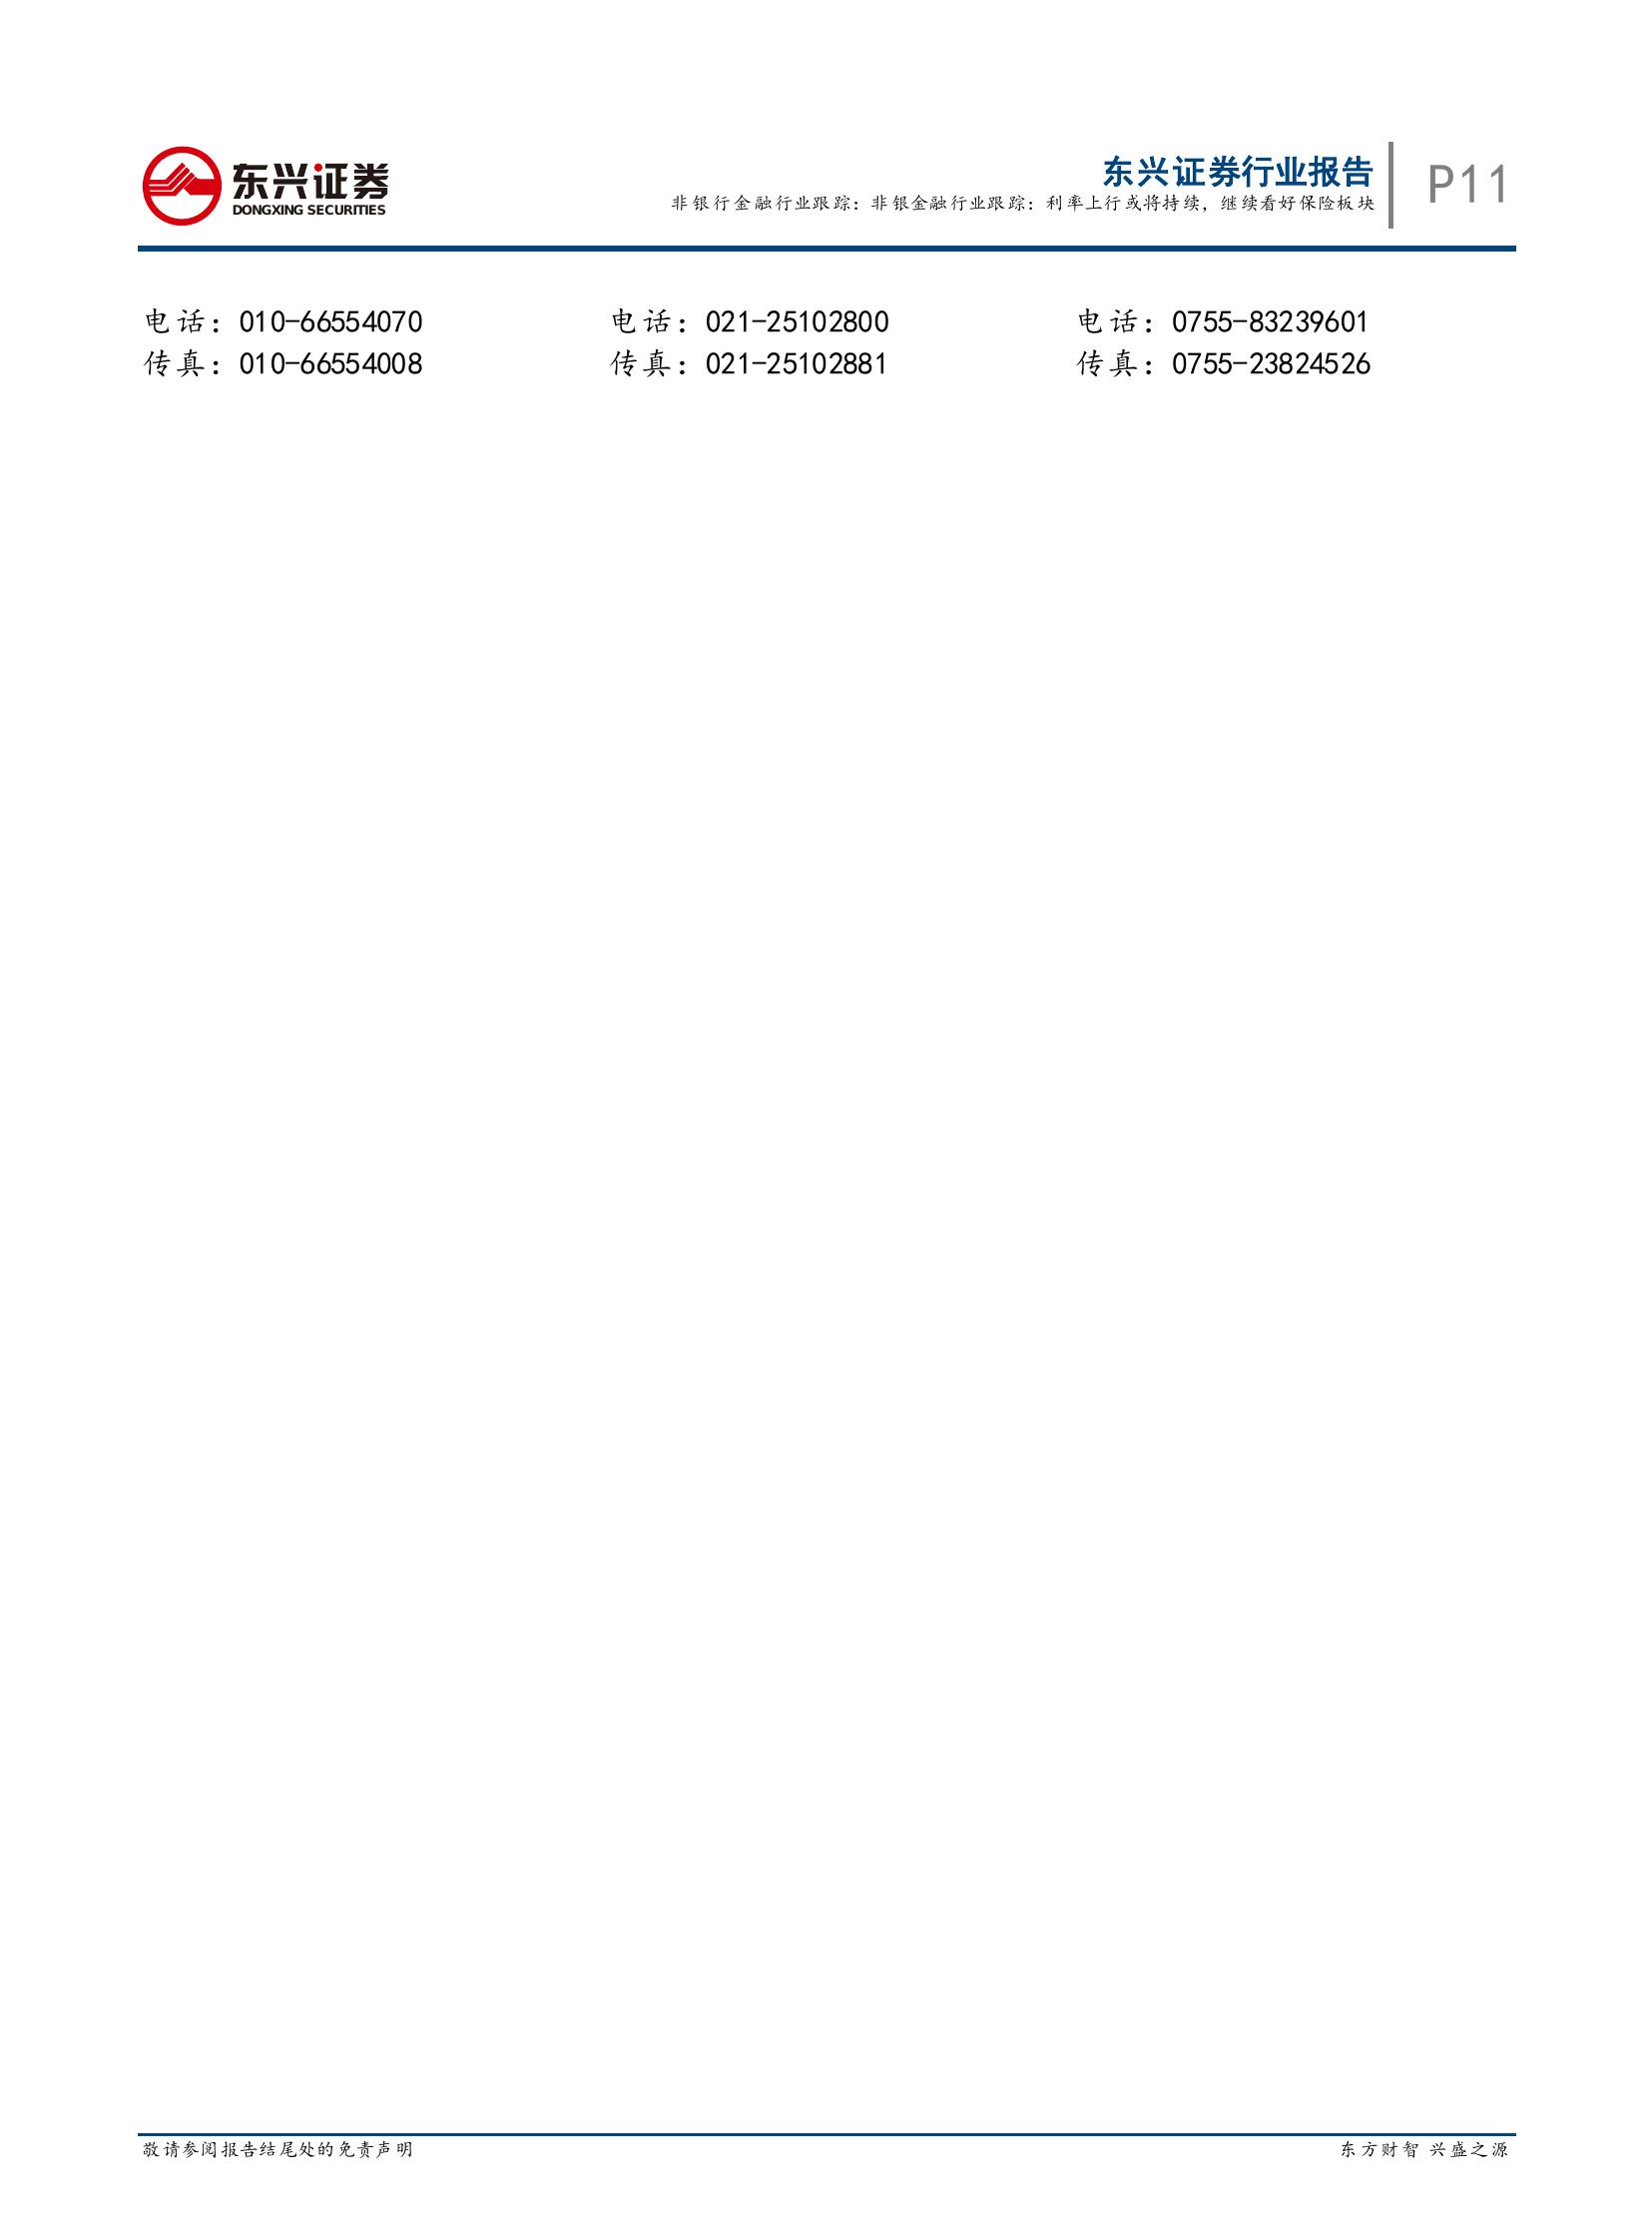 东兴证券
DONGXING SECURITIES
东兴证券行业报告
非银行金融行业跟踪：非银金融行业跟踪：利率上行或将持续，继续看好保险板块
P11
电话：010-66554070 电话：021-25102800 电话：0755-83239601
传真：010-66554008 传真：021-25102881 传真：0755-23824526
敬请参阅报告结尾处的免责声明 东方财智 兴盛之源